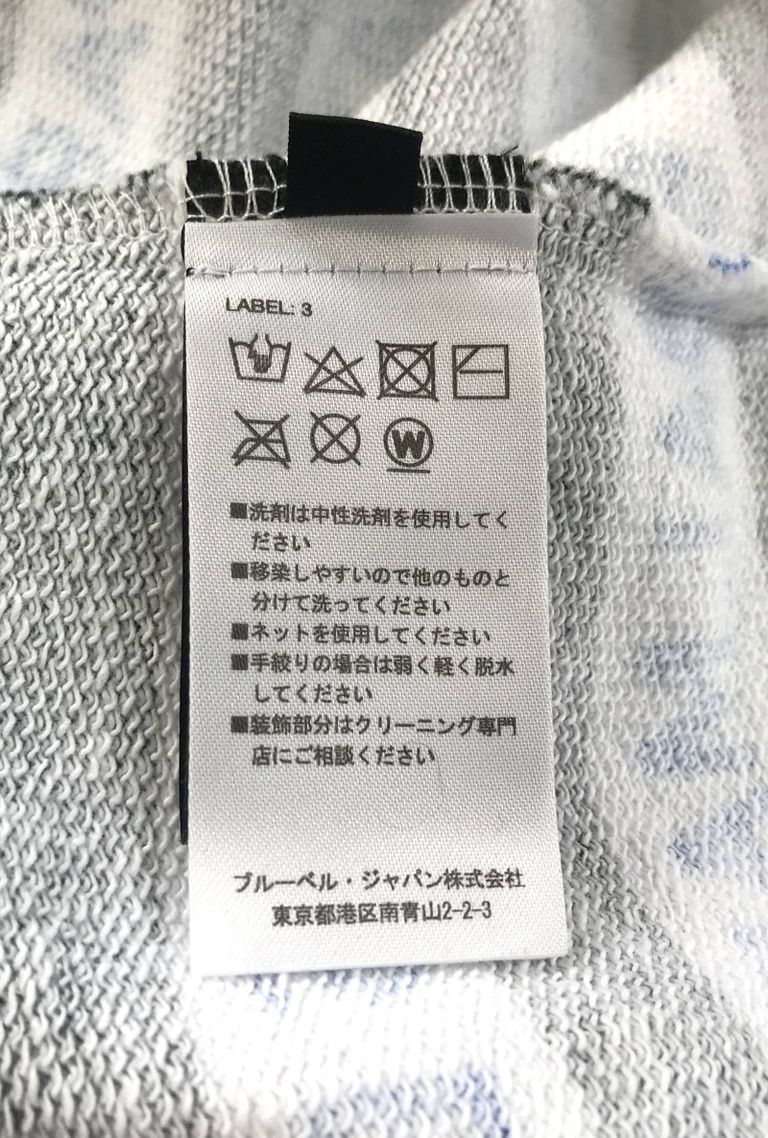 LABEL: 3
W
■洗剤は中性洗剤を使用してく
ださい
■移染しやすいので他のものと
分けて洗ってください
■ネットを使用してください
■手絞りの場合は弱く軽く脱水
してください
■装飾部分はクリーニング専門
店にご相談ください
ブルーベル・ジャパン株式会社
東京都港区南青山2-2-3